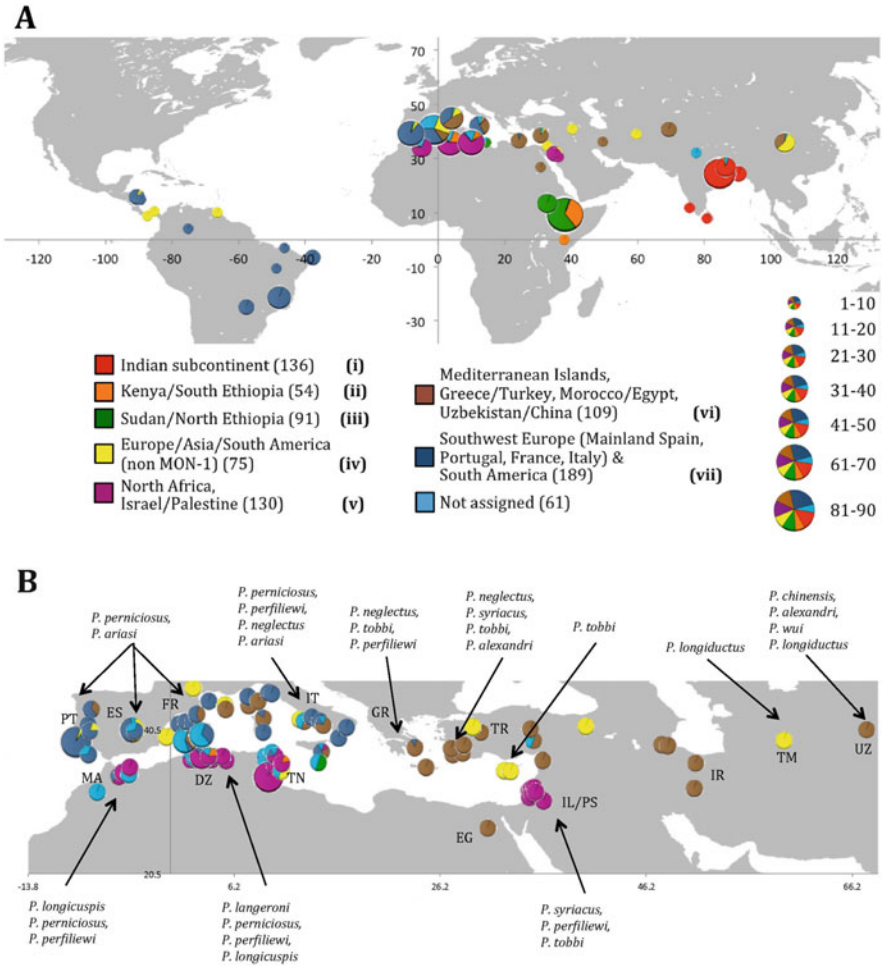 A
70
50
30
10
-120
-100
-80
-60
-40
-20
0
20
40
60
80
100
120
-10
-30
Indian subcontinent (136) (i)
Kenya/South Ethiopia (54) (ii)
Sudan/North Ethiopia (91) (iii)
Europe/Asia/South America
(non MON-1) (75) (iv)
North Africa,
Israel/Palestine (130) (v)
Mediterranean Islands,
Greece/Turkey, Morocco/Egypt,
Uzbekistan/China (109) (vi)
Southwest Europe (Mainland Spain,
Portugal, France, Italy) &
South America (189) (vii)
Not assigned (61)
1-10
11-20
21-30
31-40
41-50
61-70
81-90
B
P. perniciosus,
P. ariasi
P. perniciosus,
P. perfiliewi,
P. neglectus
P. ariasi
P. neglectus,
P. tobbi,
P. perfiliewi
P. neglectus,
P. syriacus,
P. tobbi,
P. alexandri
P. tobbi
P. longiductus
P. chinensis,
P. alexandri,
P. wui
P. longiductus
PT
ES
FR
40.5
IT
GR
TR
TM
UZ
MA
DZ
TN
IL/PS
IR
EG
20.5
-13.8
6.2
26.2
46.2
66.2
P. longicuspis
P. perniciosus,
P. perfiliewi
P. langeroni
P. perniciosus,
P. perfiliewi,
P. longicuspis
P. syriacus,
P. perfiliewi,
P. tobbi